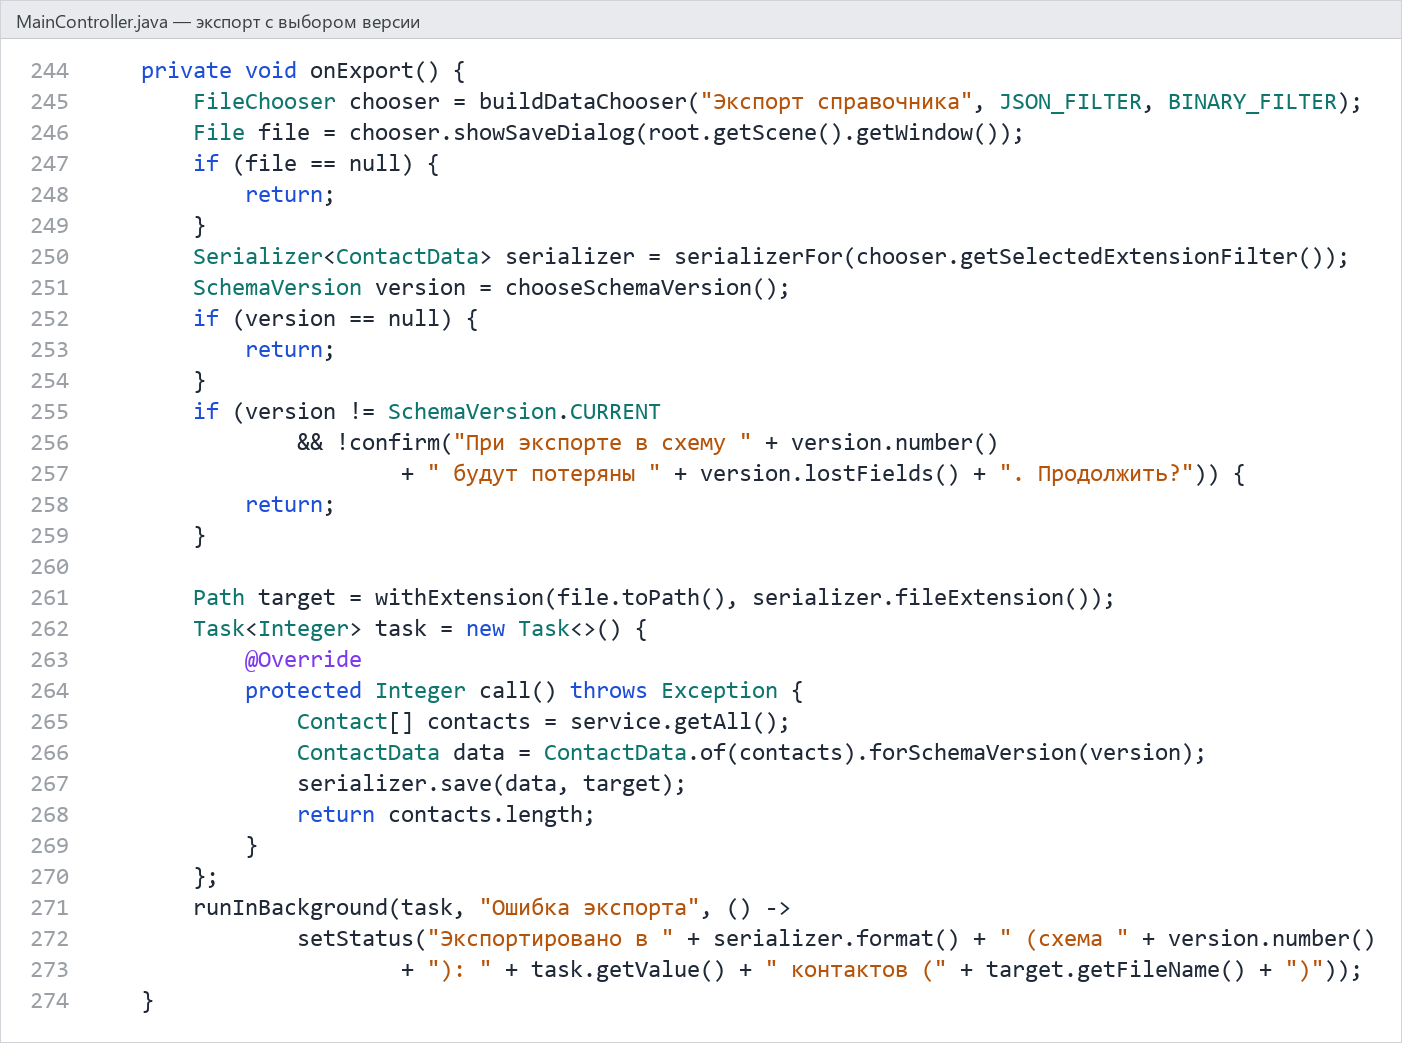 MainController.java — экспорт с выбором версии
244 private void onExport() {
245 FileChooser chooser = buildDataChooser("Экспорт справочника", JSON_FILTER, BINARY_FILTER);
246 File file = chooser.showSaveDialog(root.getScene().getWindow());
247 if (file == null) {
248 return;
249 }
250 Serializer<ContactData> serializer = serializerFor(chooser.getSelectedExtensionFilter());
251 SchemaVersion version = chooseSchemaVersion();
252 if (version == null) {
253 return;
254 }
255 if (version != SchemaVersion.CURRENT
256 && !confirm("При экспорте в схему " + version.number()
257 + " будут потеряны " + version.lostFields() + ". Продолжить?")) {
258 return;
259 }
260
261 Path target = withExtension(file.toPath(), serializer.fileExtension());
262 Task<Integer> task = new Task<>() {
263 @Override
264 protected Integer call() throws Exception {
265 Contact[] contacts = service.getAll();
266 ContactData data = ContactData.of(contacts).forSchemaVersion(version);
267 serializer.save(data, target);
268 return contacts.length;
269 }
270 };
271 runInBackground(task, "Ошибка экспорта", () ->
272 setStatus("Экспортировано в " + serializer.format() + " (схема " + version.number()
273 + "): " + task.getValue() + " контактов (" + target.getFileName() + ")"));
274 }